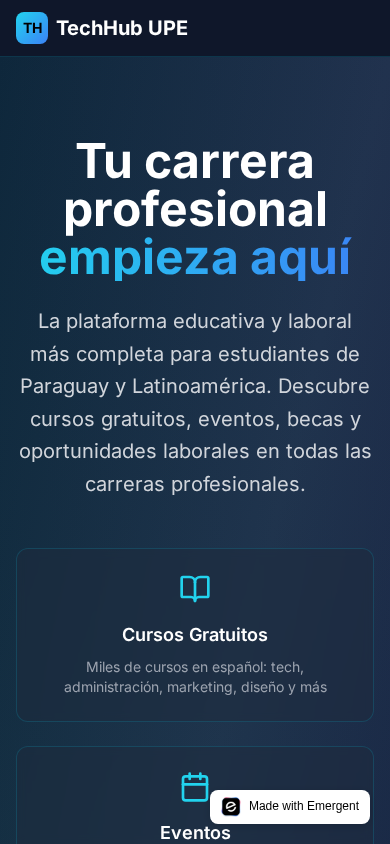 TH TechHub UPE
Tu carrera
profesional
empieza aquí
La plataforma educativa y laboral
más completa para estudiantes de
Paraguay y Latinoamérica. Descubre
cursos gratuitos, eventos, becas y
oportunidades laborales en todas las
carreras profesionales.
Cursos Gratuitos
Miles de cursos en español: tech,
administración, marketing, diseño y más
Eventos
Made with Emergent